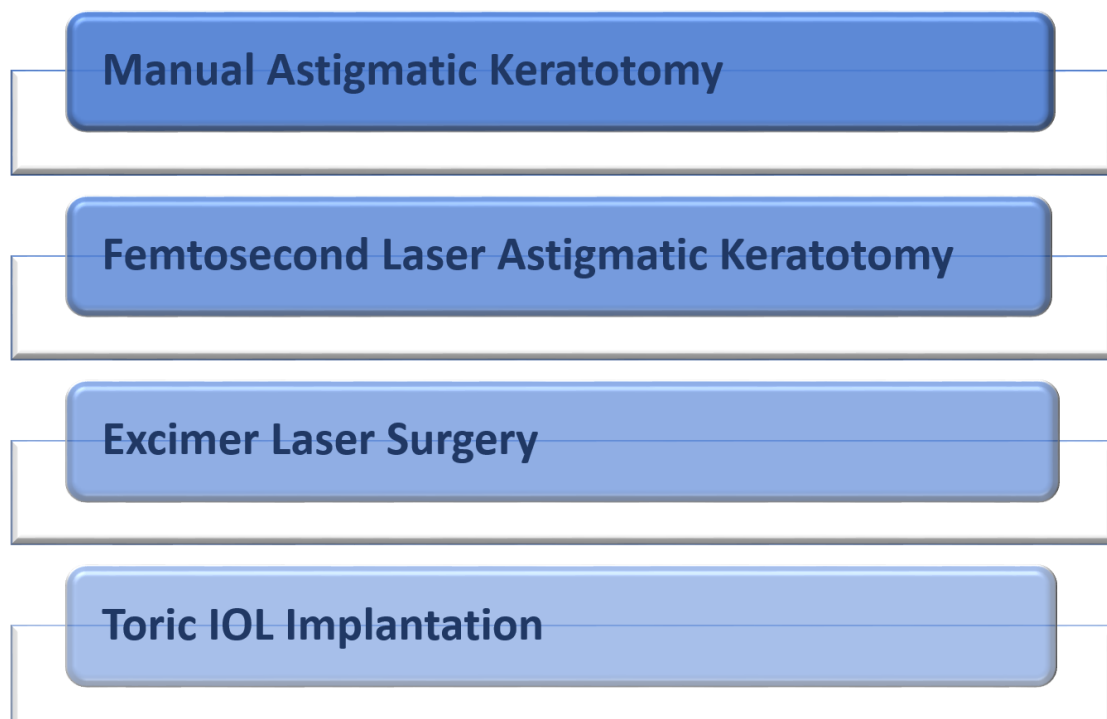 Manual Astigmatic Keratotomy
Femtosecond Laser Astigmatic Keratotomy
Excimer Laser Surgery
Toric IOL Implantation